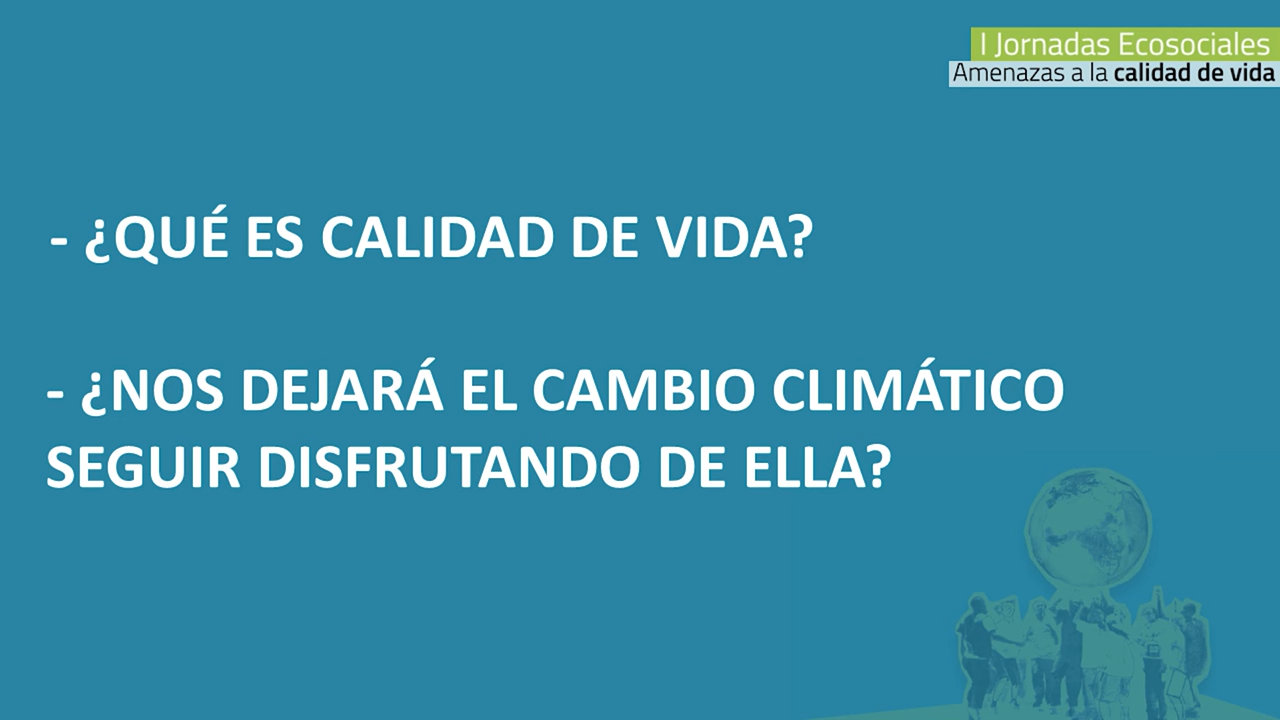 I Jornadas Ecosociales
Amenazas a la calidad de vida
- ¿QUÉ ES CALIDAD DE VIDA?
- ¿NOS DEJARÁ EL CAMBIO CLIMÁTICO
SEGUIR DISFRUTANDO DE ELLA?